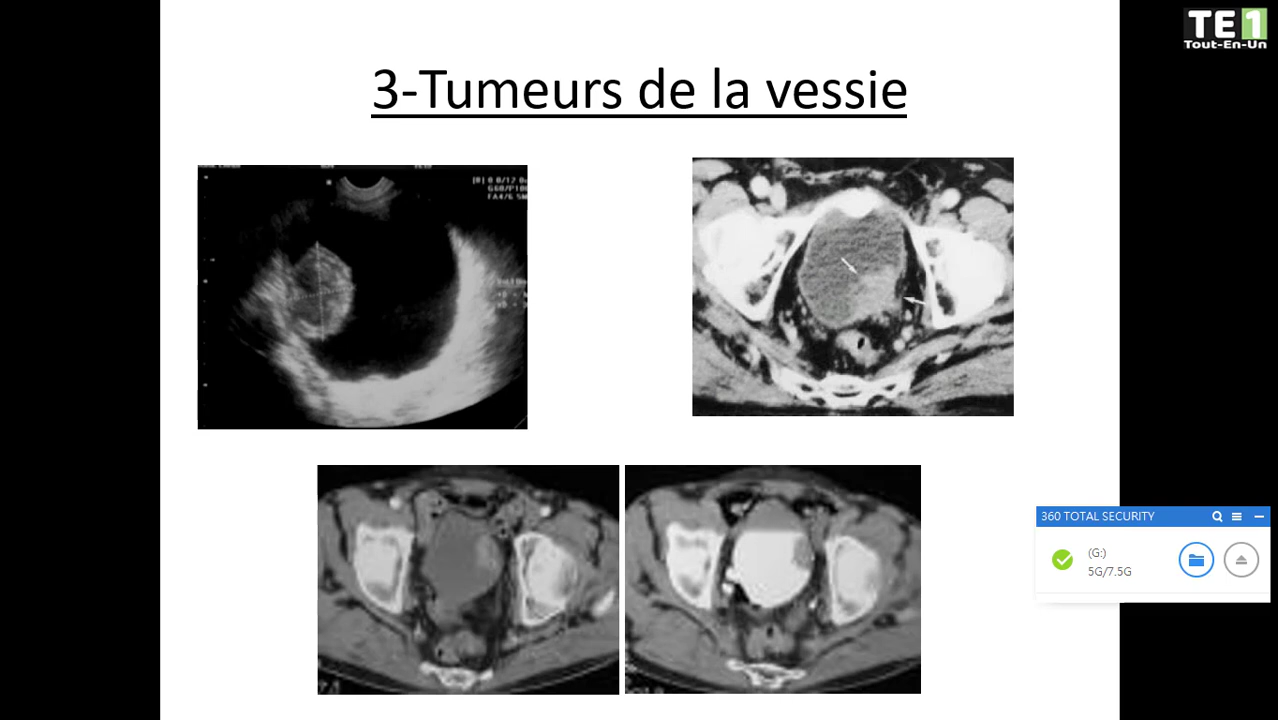 TE1
Tout-En-Un
3-Tumeurs de la vessie
360 TOTAL SECURITY
(G:)
5G/7.5G